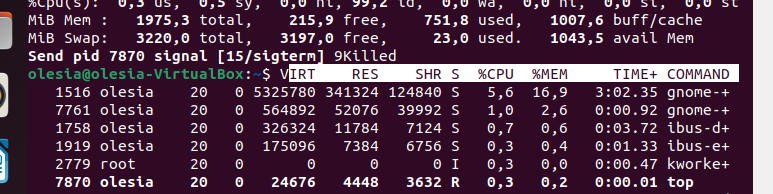 %Cpu(s): 0,3 us, 0,5 sy, 0,0 ni, 99,2 id, 0,0 wa, 0,0 hi, 0,0 si, 0,0 st
MiB Mem : 1975,3 total, 215,9 free, 751,8 used, 1007,6 buff/cache
MiB Swap: 3220,0 total, 3197,0 free, 23,0 used. 1043,5 avail Mem
Send pid 7870 signal [15/sigterm] 9Killed
olesia@olesia-VirtualBox:~$ VIRT RES SHR S %CPU %MEM TIME+ COMMAND
1516 olesia 20 0 5325780 341324 124840 S 5,6 16,9 3:02.35 gnome-+
7761 olesia 20 0 564892 52076 39992 S 1,0 2,6 0:00.92 gnome-+
1758 olesia 20 0 326324 11784 7124 S 0,7 0,6 0:03.72 ibus-d+
1919 olesia 20 0 175096 7384 6756 S 0,3 0,4 0:01.33 ibus-e+
2779 root 20 0 0 0 0 I 0,3 0,0 0:00.47 kworke+
7870 olesia 20 0 24676 4448 3632 R 0,3 0,2 0:00.01 top